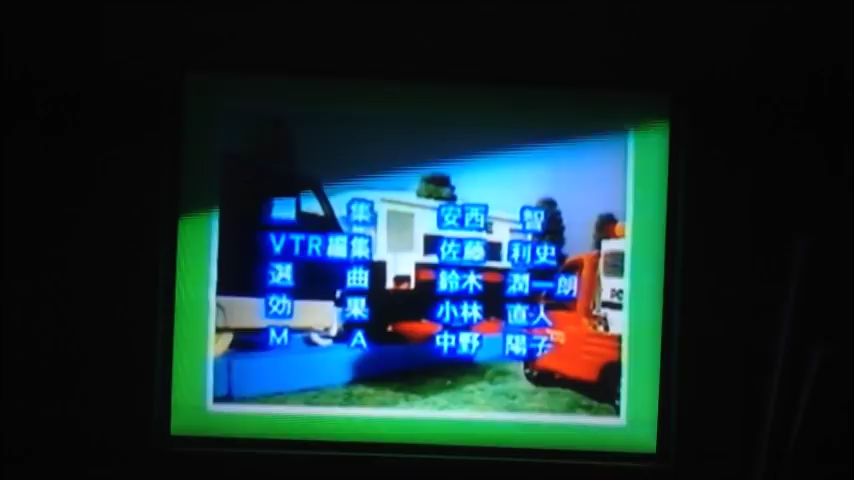 編 集 安西 智
VTR編集 佐藤 利史
選 曲 鈴木 潤一朗
効 果 小林 直人
M A 中野 陽子